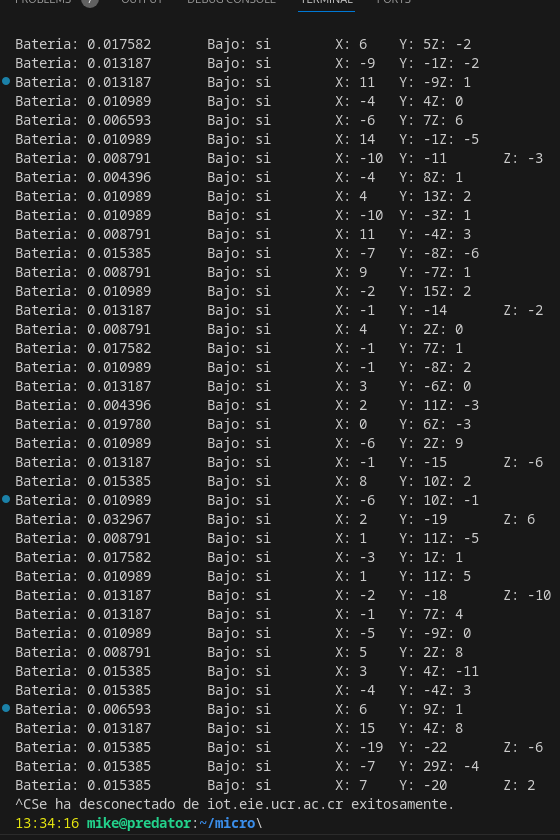 PROBLEMS 7 OUTPUT DEBUG CONSOLE TERMINAL PORTS
Bateria: 0.017582 Bajo: si X: 6 Y: 5Z: -2
Bateria: 0.013187 Bajo: si X: -9 Y: -1Z: -2
Bateria: 0.013187 Bajo: si X: 11 Y: -9Z: 1
Bateria: 0.010989 Bajo: si X: -4 Y: 4Z: 0
Bateria: 0.006593 Bajo: si X: -6 Y: 7Z: 6
Bateria: 0.010989 Bajo: si X: 14 Y: -1Z: -5
Bateria: 0.008791 Bajo: si X: -10 Y: -11 Z: -3
Bateria: 0.004396 Bajo: si X: -4 Y: 8Z: 1
Bateria: 0.010989 Bajo: si X: 4 Y: 13Z: 2
Bateria: 0.010989 Bajo: si X: -10 Y: -3Z: 1
Bateria: 0.008791 Bajo: si X: 11 Y: -4Z: 3
Bateria: 0.015385 Bajo: si X: -7 Y: -8Z: -6
Bateria: 0.008791 Bajo: si X: 9 Y: -7Z: 1
Bateria: 0.010989 Bajo: si X: -2 Y: 15Z: 2
Bateria: 0.013187 Bajo: si X: -1 Y: -14 Z: -2
Bateria: 0.008791 Bajo: si X: 4 Y: 2Z: 0
Bateria: 0.017582 Bajo: si X: -1 Y: 7Z: 1
Bateria: 0.010989 Bajo: si X: -1 Y: -8Z: 2
Bateria: 0.013187 Bajo: si X: 3 Y: -6Z: 0
Bateria: 0.004396 Bajo: si X: 2 Y: 11Z: -3
Bateria: 0.019780 Bajo: si X: 0 Y: 6Z: -3
Bateria: 0.010989 Bajo: si X: -6 Y: 2Z: 9
Bateria: 0.013187 Bajo: si X: -1 Y: -15 Z: -6
Bateria: 0.015385 Bajo: si X: 8 Y: 10Z: 2
Bateria: 0.010989 Bajo: si X: -6 Y: 10Z: -1
Bateria: 0.032967 Bajo: si X: 2 Y: -19 Z: 6
Bateria: 0.008791 Bajo: si X: 1 Y: 11Z: -5
Bateria: 0.017582 Bajo: si X: -3 Y: 1Z: 1
Bateria: 0.010989 Bajo: si X: 1 Y: 11Z: 5
Bateria: 0.013187 Bajo: si X: -2 Y: -18 Z: -10
Bateria: 0.013187 Bajo: si X: -1 Y: 7Z: 4
Bateria: 0.010989 Bajo: si X: -5 Y: -9Z: 0
Bateria: 0.008791 Bajo: si X: 5 Y: 2Z: 8
Bateria: 0.015385 Bajo: si X: 3 Y: 4Z: -11
Bateria: 0.015385 Bajo: si X: -4 Y: -4Z: 3
Bateria: 0.006593 Bajo: si X: 6 Y: 9Z: 1
Bateria: 0.013187 Bajo: si X: 15 Y: 4Z: 8
Bateria: 0.015385 Bajo: si X: -19 Y: -22 Z: -6
Bateria: 0.015385 Bajo: si X: -7 Y: 29Z: -4
Bateria: 0.015385 Bajo: si X: 7 Y: -20 Z: 2
^CSe ha desconectado de iot.eie.ucr.ac.cr exitosamente.
13:34:16 mike@predator:~/micro\